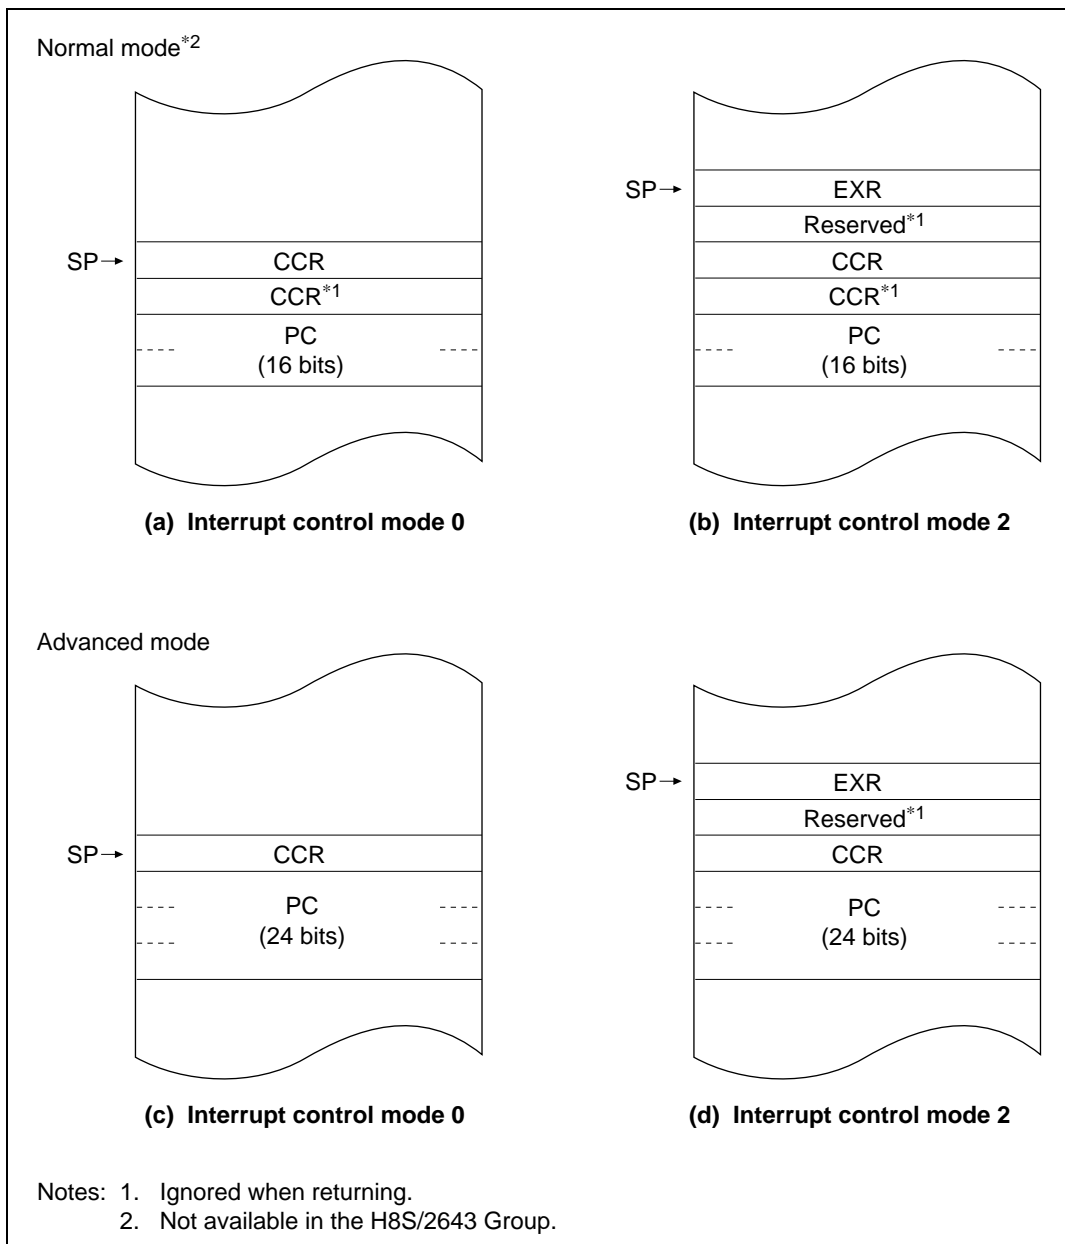 Normal mode*2
SP→ CCR
CCR*1
PC
(16 bits)
(a) Interrupt control mode 0
SP→ EXR
Reserved*1
CCR
CCR*1
PC
(16 bits)
(b) Interrupt control mode 2
Advanced mode
SP→ CCR
PC
(24 bits)
(c) Interrupt control mode 0
SP→ EXR
Reserved*1
CCR
PC
(24 bits)
(d) Interrupt control mode 2
Notes: 1. Ignored when returning.
2. Not available in the H8S/2643 Group.